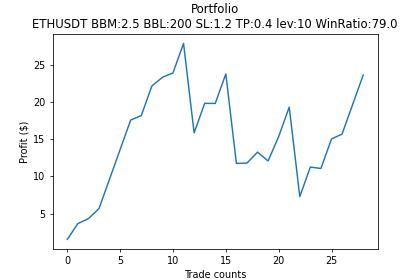 Portfolio
ETHUSDT BBM:2.5 BBL:200 SL:1.2 TP:0.4 lev:10 WinRatio:79.0
25
20
15
10
5
Profit ($)
0 5 10 15 20 25
Trade counts